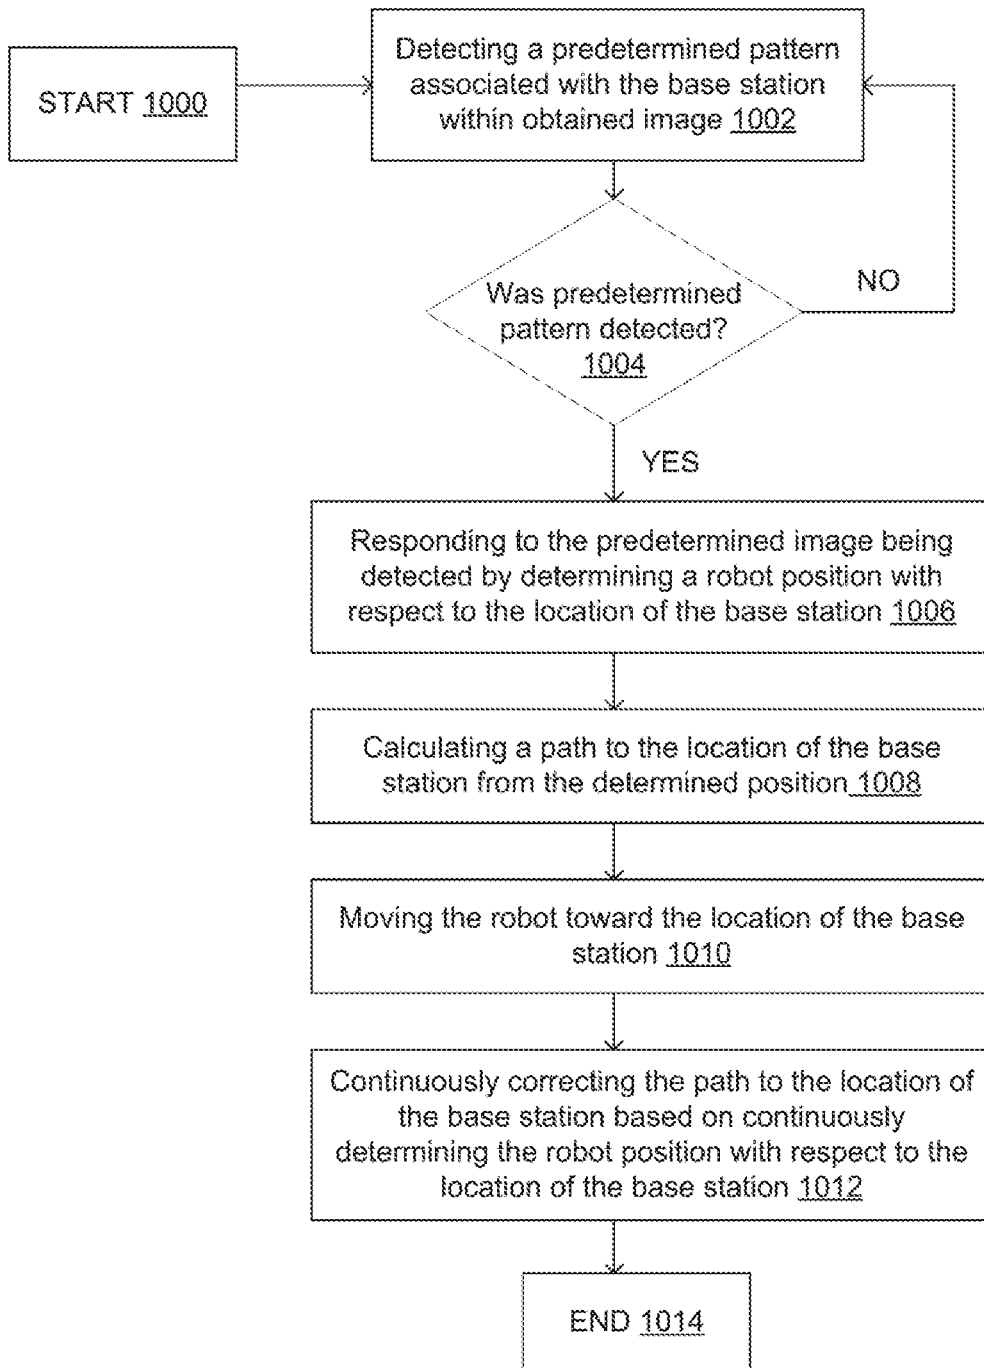 START 1000
Detecting a predetermined pattern
associated with the base station
within obtained image 1002
Was predetermined
pattern detected?
1004
NO
YES
Responding to the predetermined image being
detected by determining a robot position with
respect to the location of the base station 1006
Calculating a path to the location of the base
station from the determined position 1008
Moving the robot toward the location of the base
station 1010
Continuously correcting the path to the location of
the base station based on continuously
determining the robot position with respect to the
location of the base station 1012
END 1014